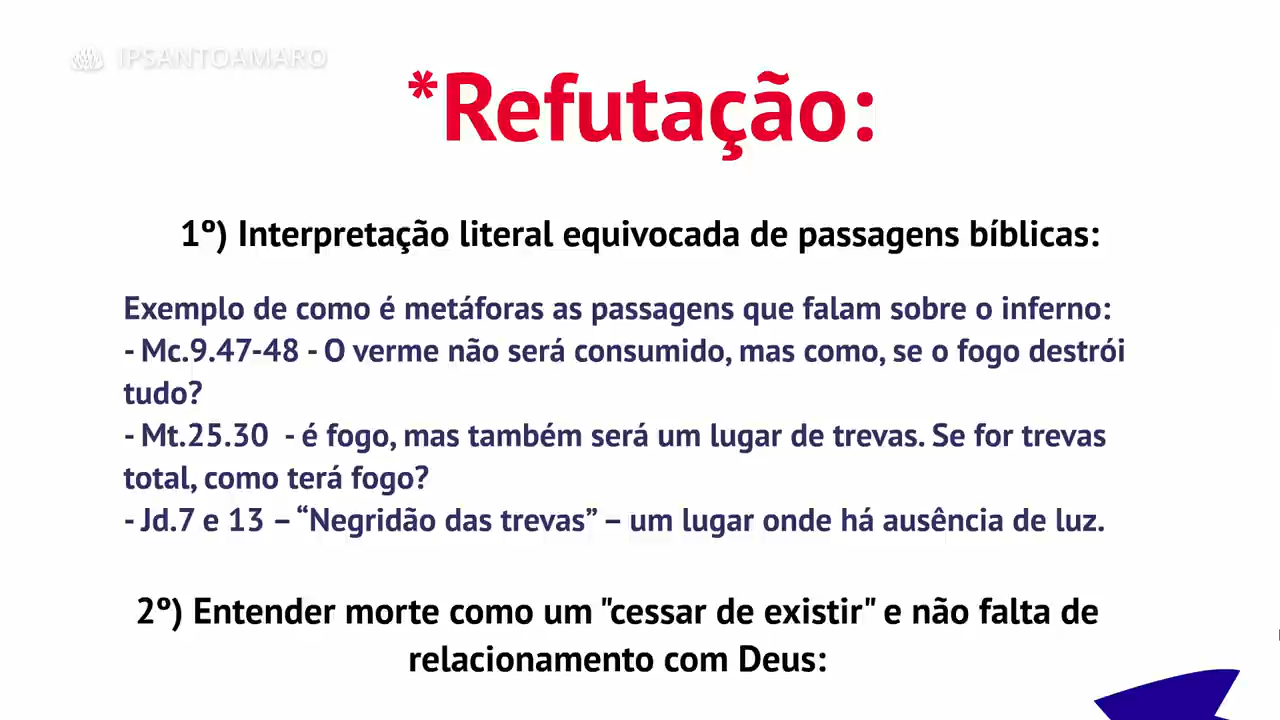 IPSANTOAMARO
*Refutação:
1º) Interpretação literal equivocada de passagens bíblicas:
Exemplo de como é metáforas as passagens que falam sobre o inferno:
- Mc.9.47-48 - O verme não será consumido, mas como, se o fogo destrói
tudo?
- Mt.25.30 - é fogo, mas também será um lugar de trevas. Se for trevas
total, como terá fogo?
- Jd.7 e 13 – “Negridão das trevas” – um lugar onde há ausência de luz.
2º) Entender morte como um "cessar de existir" e não falta de
relacionamento com Deus: